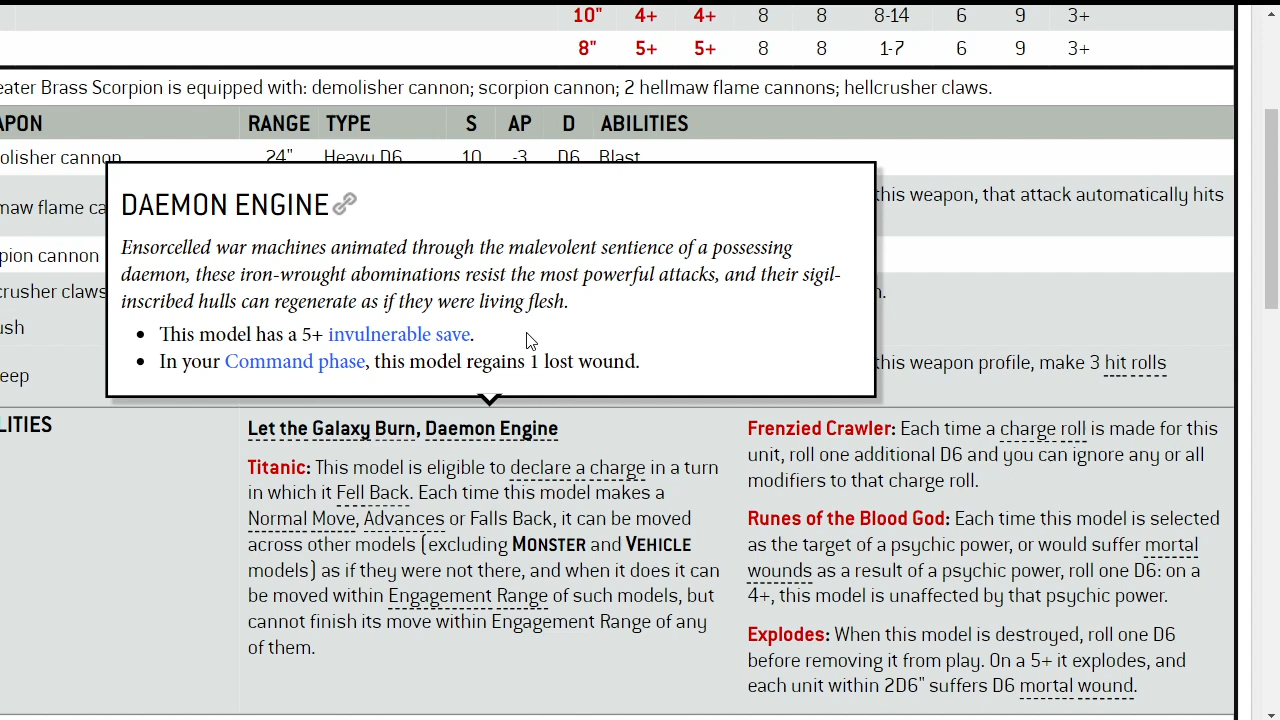 10" 4+ 4+ 8 8 8-14 6 9 3+
8" 5+ 5+ 8 8 1-7 6 9 3+
eater Brass Scorpion is equipped with: demolisher cannon; scorpion cannon; 2 hellmaw flame cannons; hellcrusher claws.
APON RANGE TYPE S AP D ABILITIES
olisher cannon 24" Heavy D6 10 -3 D6 Blast
this weapon, that attack automatically hits
maw flame ca
pion cannon
crusher claws n.
ush
eep this weapon profile, make 3 hit rolls
DAEMON ENGINE
Ensorcelled war machines animated through the malevolent sentience of a possessing
daemon, these iron-wrought abominations resist the most powerful attacks, and their sigil-
inscribed hulls can regenerate as if they were living flesh.
• This model has a 5+ invulnerable save.
• In your Command phase, this model regains 1 lost wound.
LITIES
Let the Galaxy Burn, Daemon Engine
Titanic: This model is eligible to declare a charge in a turn
in which it Fell Back. Each time this model makes a
Normal Move, Advances or Falls Back, it can be moved
across other models (excluding MONSTER and VEHICLE
models) as if they were not there, and when it does it can
be moved within Engagement Range of such models, but
cannot finish its move within Engagement Range of any
of them.
Frenzied Crawler: Each time a charge roll is made for this
unit, roll one additional D6 and you can ignore any or all
modifiers to that charge roll.
Runes of the Blood God: Each time this model is selected
as the target of a psychic power, or would suffer mortal
wounds as a result of a psychic power, roll one D6: on a
4+, this model is unaffected by that psychic power.
Explodes: When this model is destroyed, roll one D6
before removing it from play. On a 5+ it explodes, and
each unit within 2D6" suffers D6 mortal wound.